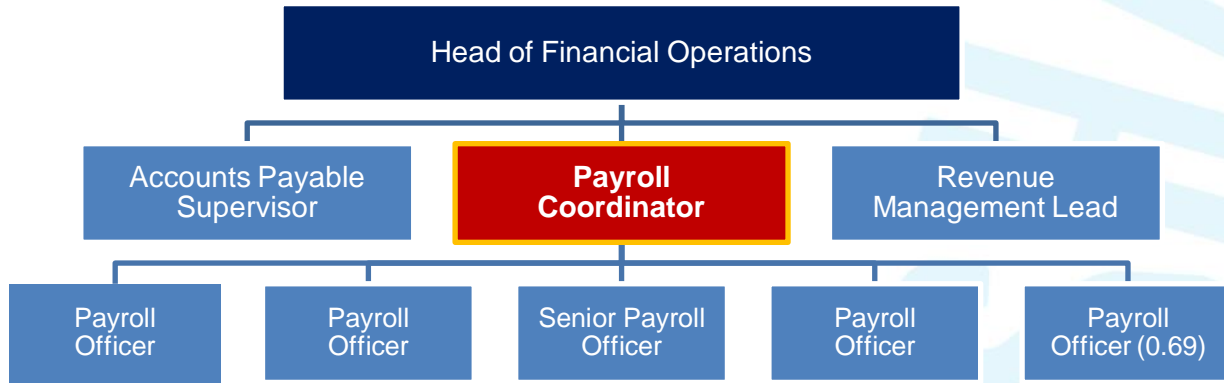 Head of Financial Operations
Accounts Payable
Supervisor
Payroll
Coordinator
Revenue
Management Lead
Payroll
Officer
Payroll
Officer
Senior Payroll
Officer
Payroll
Officer
Payroll
Officer (0.69)